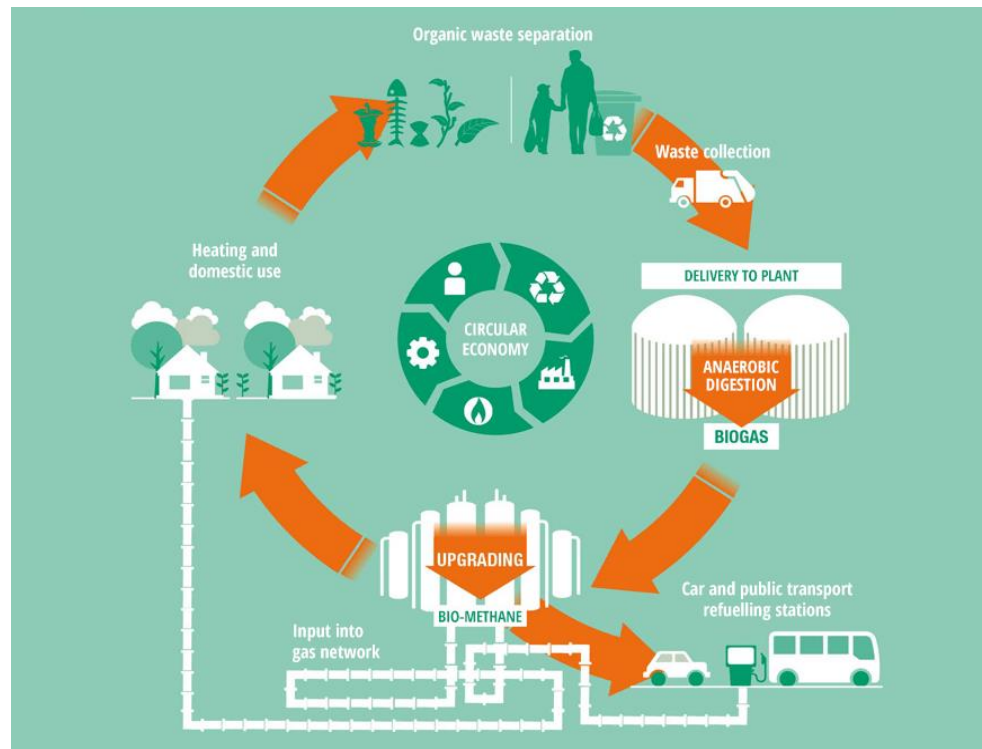 Organic waste separation
Waste collection
DELIVERY TO PLANT
ANAEROBIC
DIGESTION
BIOGAS
Heating and
domestic use
CIRCULAR
ECONOMY
UPGRADING
BIO-METHANE
Input into
gas network
Car and public transport
refuelling stations